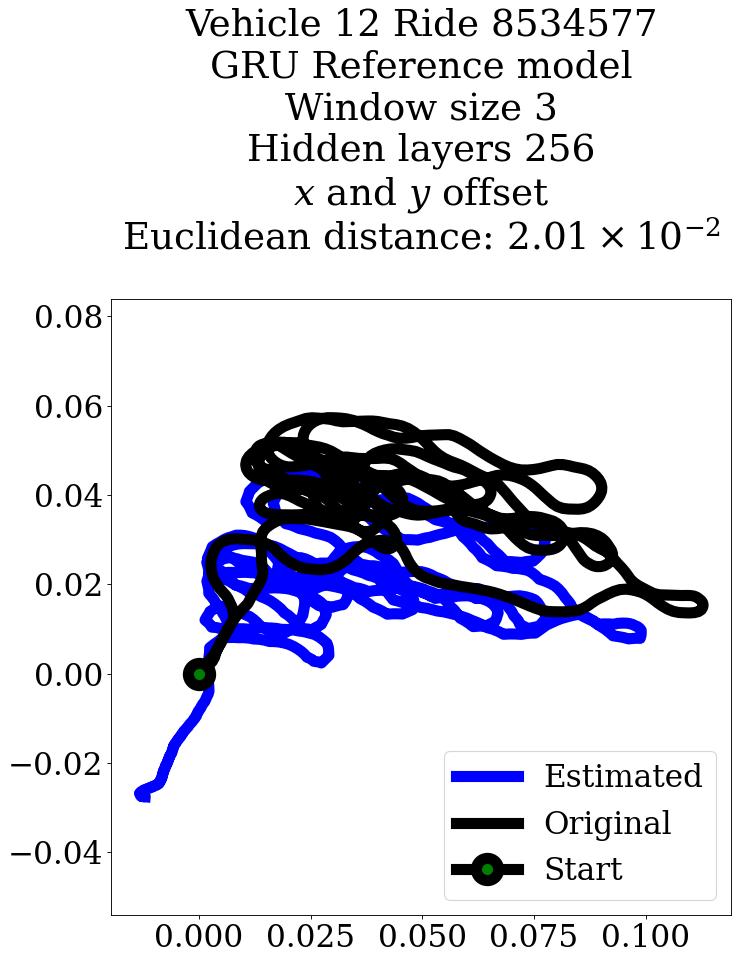 Vehicle 12 Ride 8534577
GRU Reference model
Window size 3
Hidden layers 256
x and y offset
Euclidean distance: 2.01 × 10⁻²
0.08
0.06
0.04
0.02
0.00
−0.02
−0.04
Estimated
Original
Start
0.000 0.025 0.050 0.075 0.100